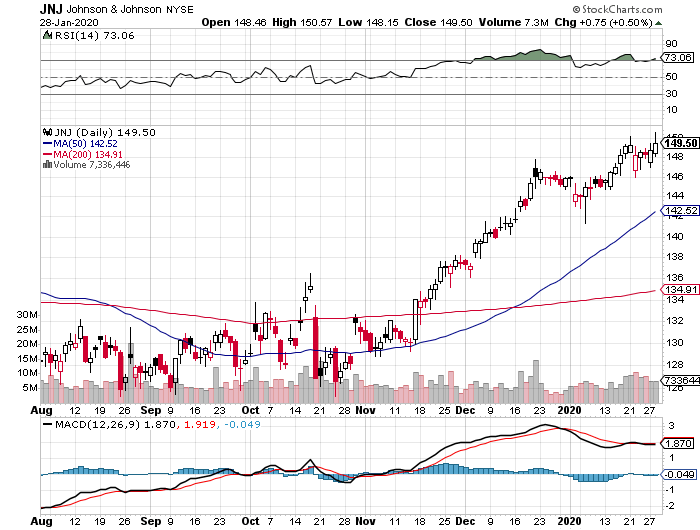 JNJ Johnson & Johnson NYSE © StockCharts.com
28-Jan-2020 Open 148.46 High 150.57 Low 148.15 Close 149.50 Volume 7.3M Chg +0.75 (+0.50%)
RSI(14) 73.06
90
73.06
70
50
30
10
JNJ (Daily) 149.50
MA(50) 142.52
MA(200) 134.91
Volume 7,336,446
150
149.50
148
146
144
142.52
142
140
138
136
134.91
134
30M 132
25M
20M 130
15M
10M 128
5M
7336446
126
Aug 12 19 26 Sep 9 16 23 Oct 7 14 21 28 Nov 11 18 25 Dec 9 16 23 2020 13 21 27
MACD(12,26,9) 1.870, 1.919, -0.049
3
2
1.870
1
-0.049
-1
-2
Aug 12 19 26 Sep 9 16 23 Oct 7 14 21 28 Nov 11 18 25 Dec 9 16 23 2020 13 21 27